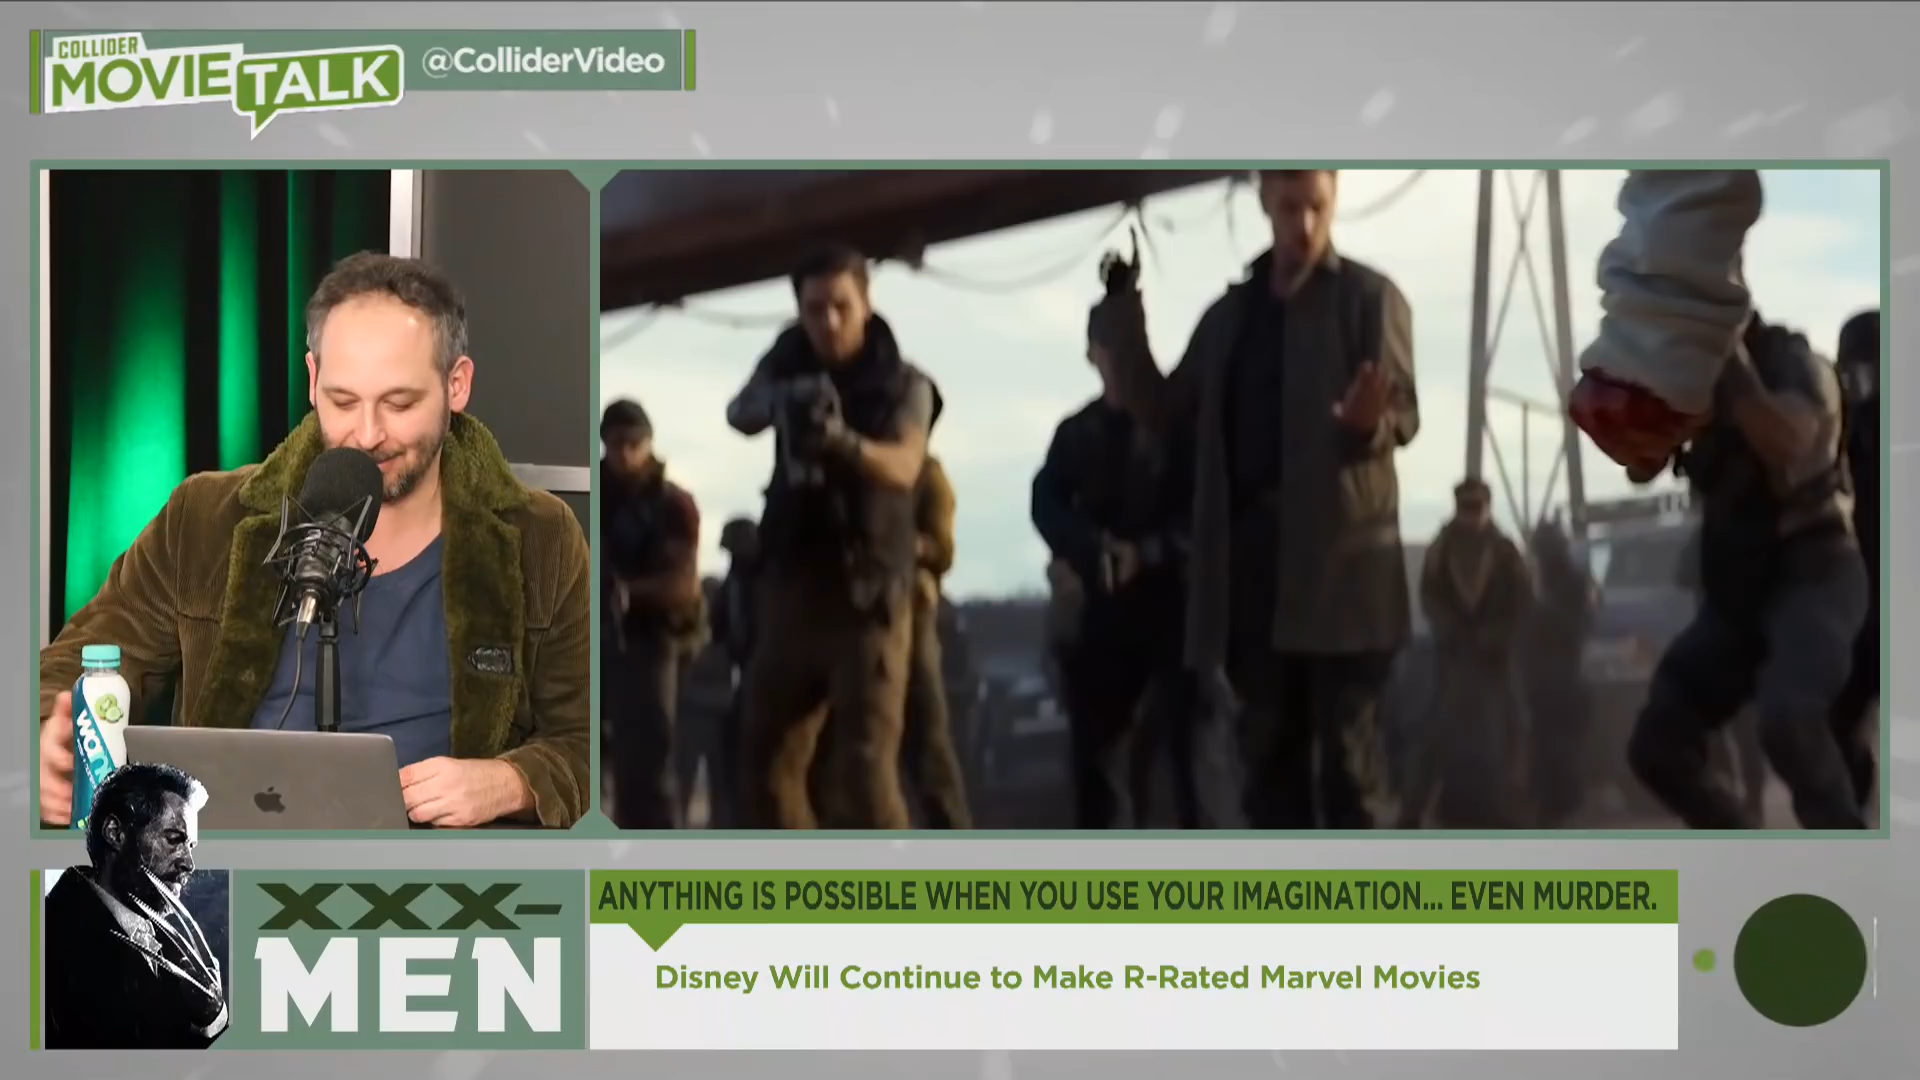 COLLIDER
MOVIE TALK
@ColliderVideo
XXX-
MEN
ANYTHING IS POSSIBLE WHEN YOU USE YOUR IMAGINATION... EVEN MURDER.
Disney Will Continue to Make R-Rated Marvel Movies